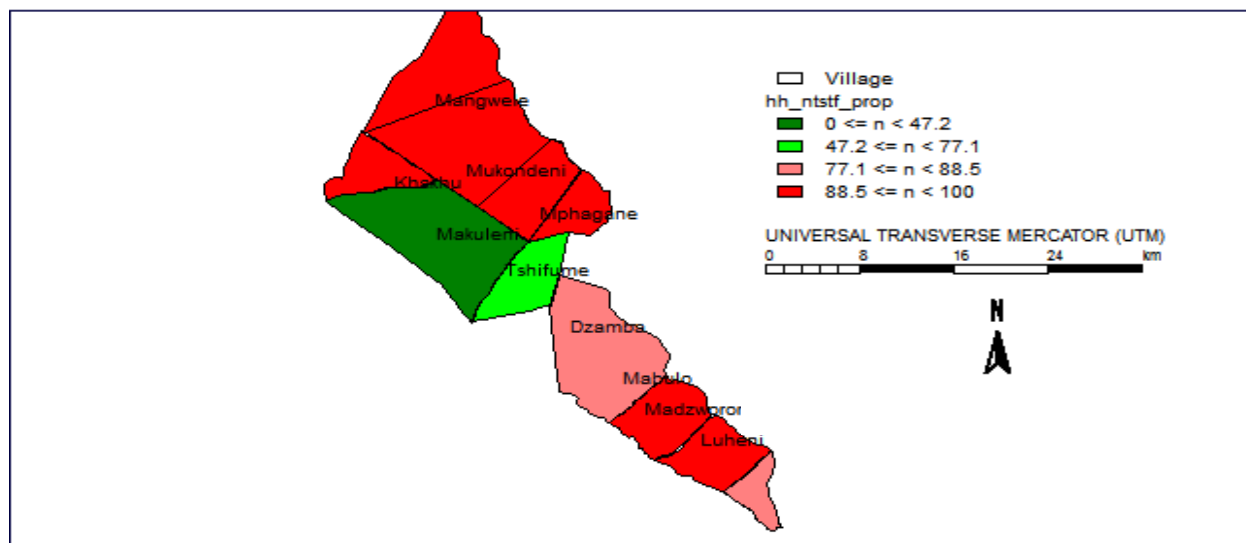 Village
hh_ntstf_prop
0 <= n < 47.2
47.2 <= n < 77.1
77.1 <= n < 88.5
88.5 <= n < 100
UNIVERSAL TRANSVERSE MERCATOR (UTM)
0 8 16 24 km
N
Mangwele
Mukondeni
Khakhu
Mphagane
Makuleni
Tshifume
Dzamba
Mabulo
Madzworor
Luheni